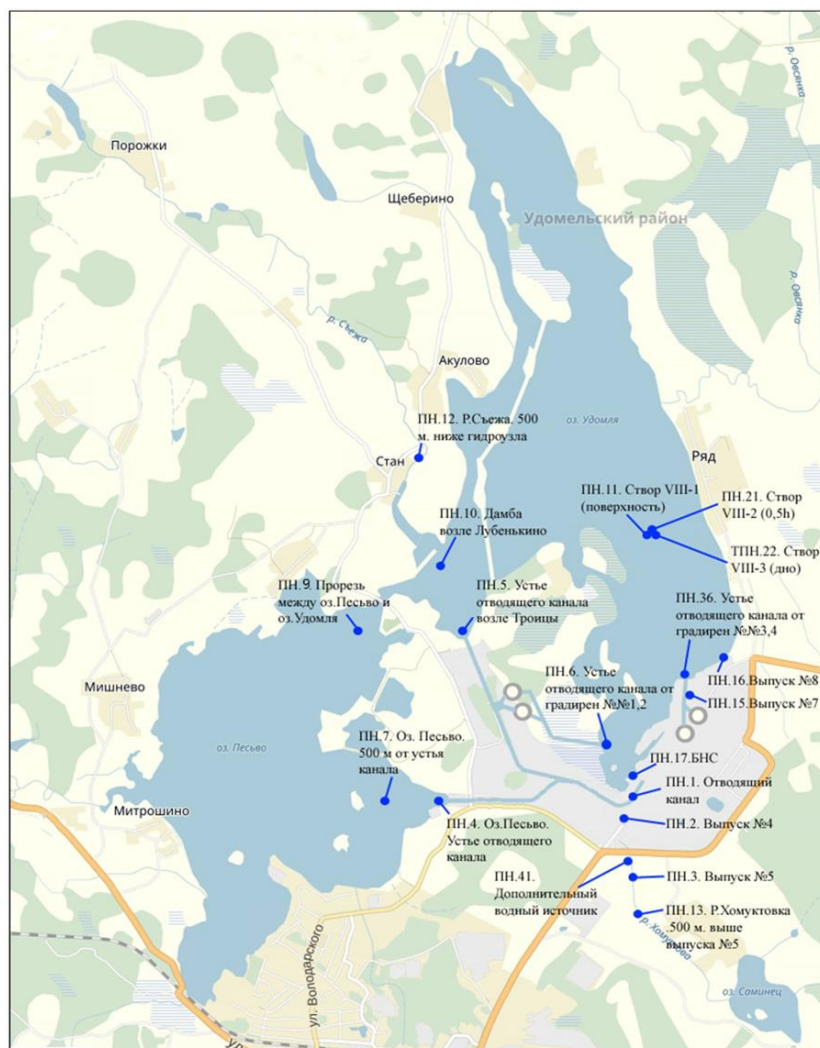 р. Овсянка
Порожки
Щеберино
Удомельский район
р. Овсянка
р. Съежа
Акулово
ПН.12. Р.Съежа. 500
м. ниже гидроузла
оз. Удомля
Стан
Ряд
ПН.11. Створ VIII-1
(поверхность)
ПН.21. Створ
VIII-2 (0,5h)
ПН.10. Дамба
возле Лубенькино
ТПН.22. Створ
VIII-3 (дно)
ПН.9. Прорезь
между оз.Песьво и
оз.Удомля
ПН.5. Устье
отводящего канала
возле Троицы
ПН.36. Устье
отводящего канала от
градирен №№3,4
ПН.6. Устье
отводящего канала от
градирен №№1,2
ПН.16.Выпуск №8
ПН.15.Выпуск №7
Мишнево
оз. Песьво
ПН.7. Оз. Песьво.
500 м от устья
канала
ПН.17.БНС
ПН.1. Отводящий
канал
Митрошино
ПН.4. Оз.Песьво.
Устье отводящего
канала
ПН.2. Выпуск №4
ПН.41.
Дополнительный
водный источник
ПН.3. Выпуск №5
ПН.13. Р.Хомуктовка
.500 м. выше
выпуска №5
ул. Володарского
оз. Саминец